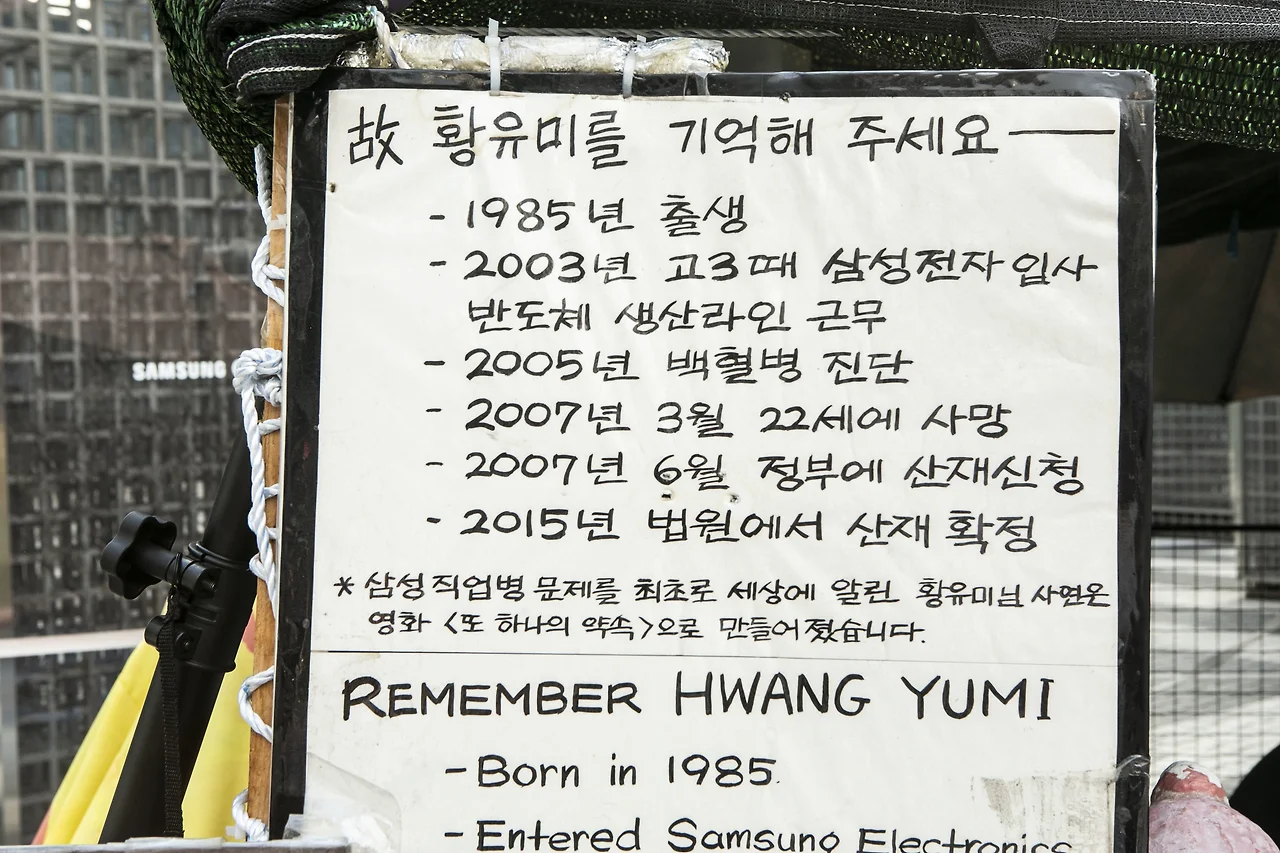 故 황유미를 기억해 주세요
- 1985년 출생
- 2003년 고3때 삼성전자 입사
반도체 생산라인 근무
- 2005년 백혈병 진단
- 2007년 3월 22세에 사망
- 2007년 6월 정부에 산재신청
- 2015년 법원에서 산재 확정
* 삼성직업병 문제를 최초로 세상에 알린 황유미님 사연은
영화 <또 하나의 약속>으로 만들어졌습니다.
REMEMBER HWANG YUMI
- Born in 1985.
- Entered Samsung Electronics
SAMSUNG